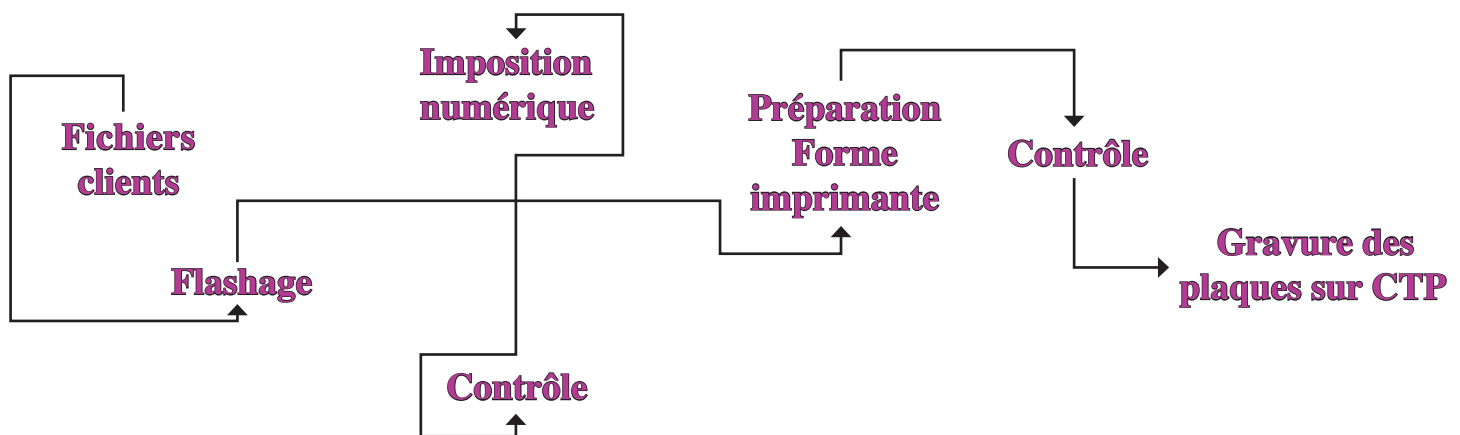 Fichiers
clients
Flashage
Imposition
numérique
Contrôle
Préparation
Forme
imprimante
Contrôle
Gravure des
plaques sur CTP